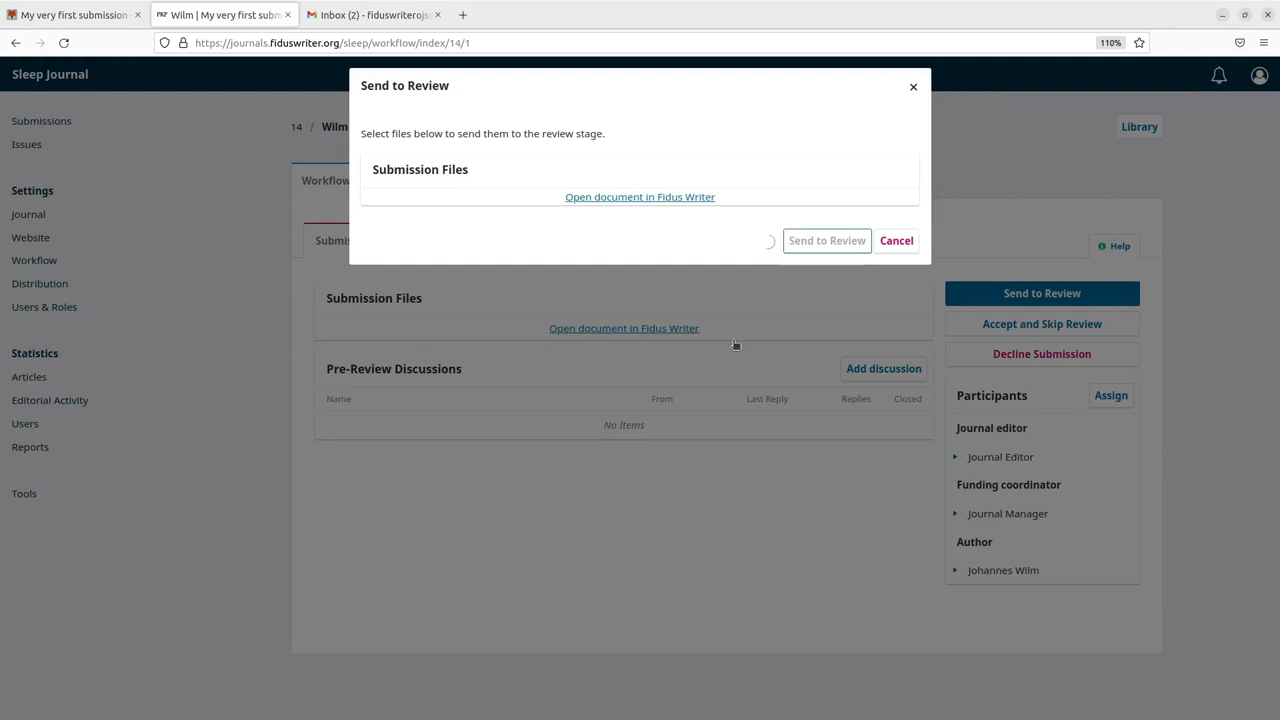 My very first submission
Wilm | My very first subm
Inbox (2) - fiduswriterojs
https://journals.fiduswriter.org/sleep/workflow/index/14/1
110%
Sleep Journal
Submissions
Issues
Settings
Journal
Website
Workflow
Distribution
Users & Roles
Statistics
Articles
Editorial Activity
Users
Reports
Tools
14 / Wilm
Library
Workflow
Submis
Help
Send to Review
×
Select files below to send them to the review stage.
Submission Files
Open document in Fidus Writer
Send to Review
Cancel
Submission Files
Open document in Fidus Writer
Pre-Review Discussions
Add discussion
Name From Last Reply Replies Closed
No Items
Send to Review
Accept and Skip Review
Decline Submission
Participants
Assign
Journal editor
Journal Editor
Funding coordinator
Journal Manager
Author
Johannes Wilm